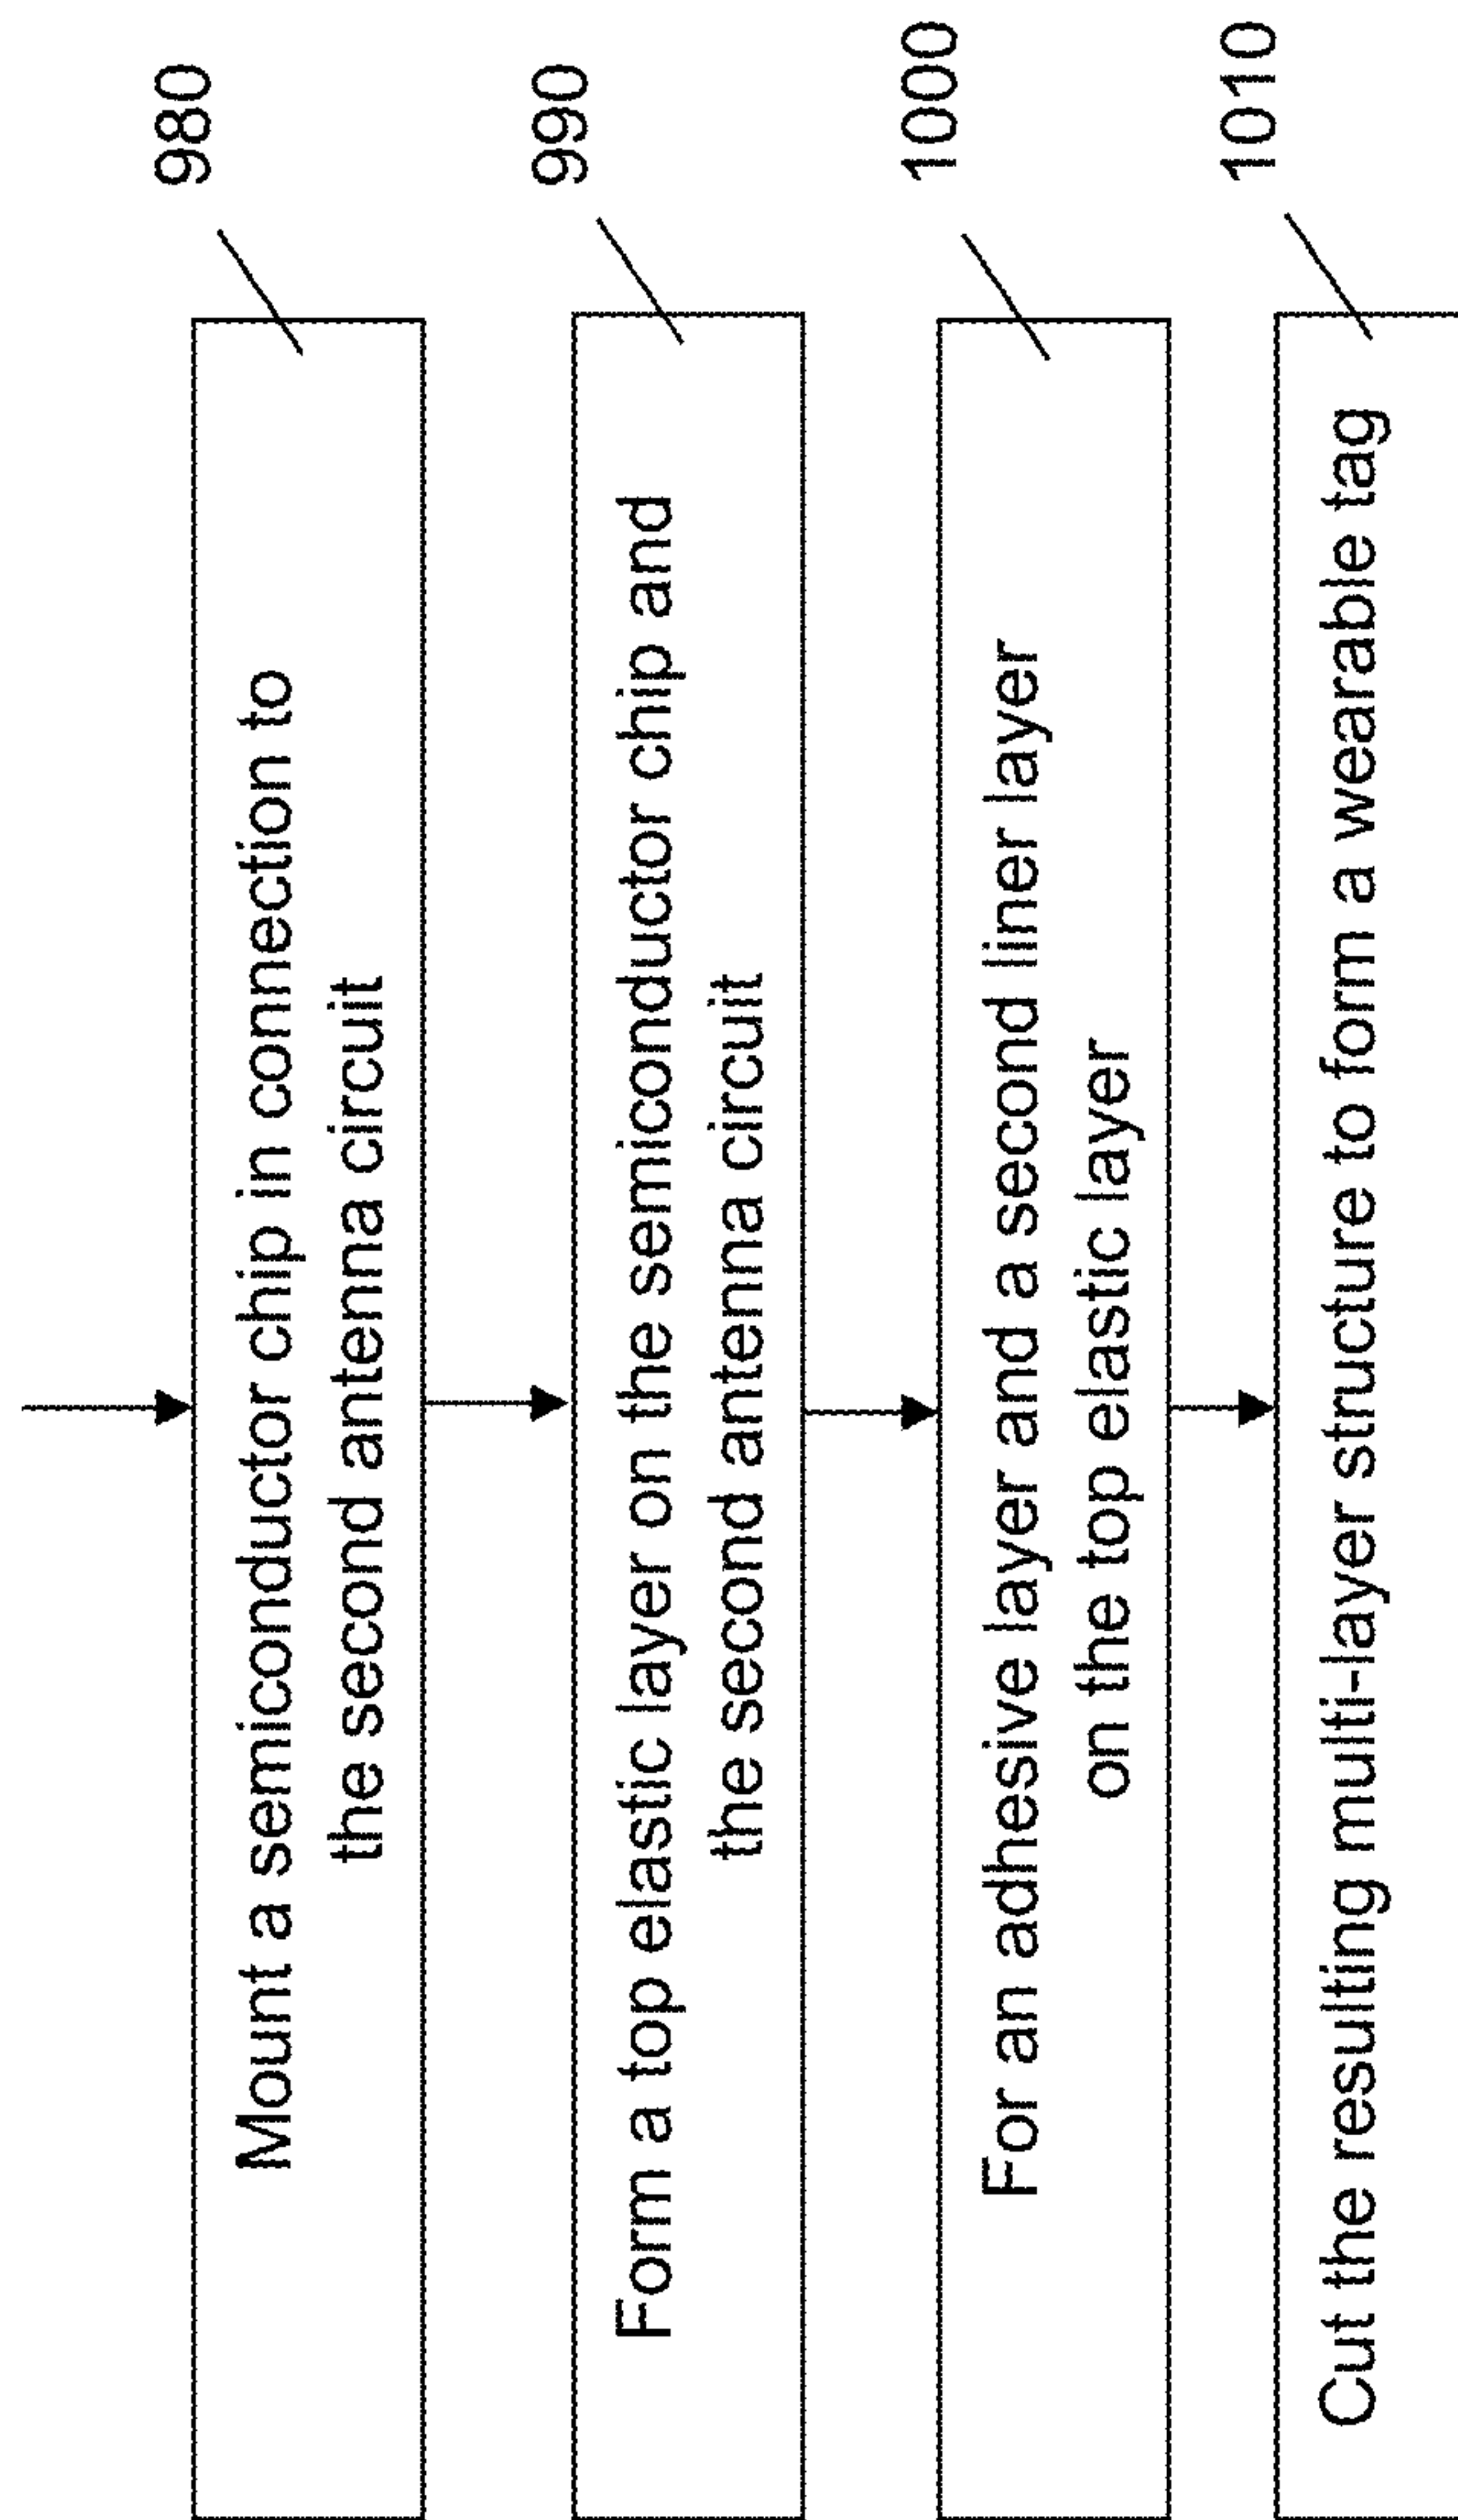 980
Mount a semiconductor chip in connection to
the second antenna circuit
990
Form a top elastic layer on the semiconductor chip and
the second antenna circuit
1000
For an adhesive layer and a second liner layer
on the top elastic layer
1010
Cut the resulting multi-layer structure to form a wearable tag